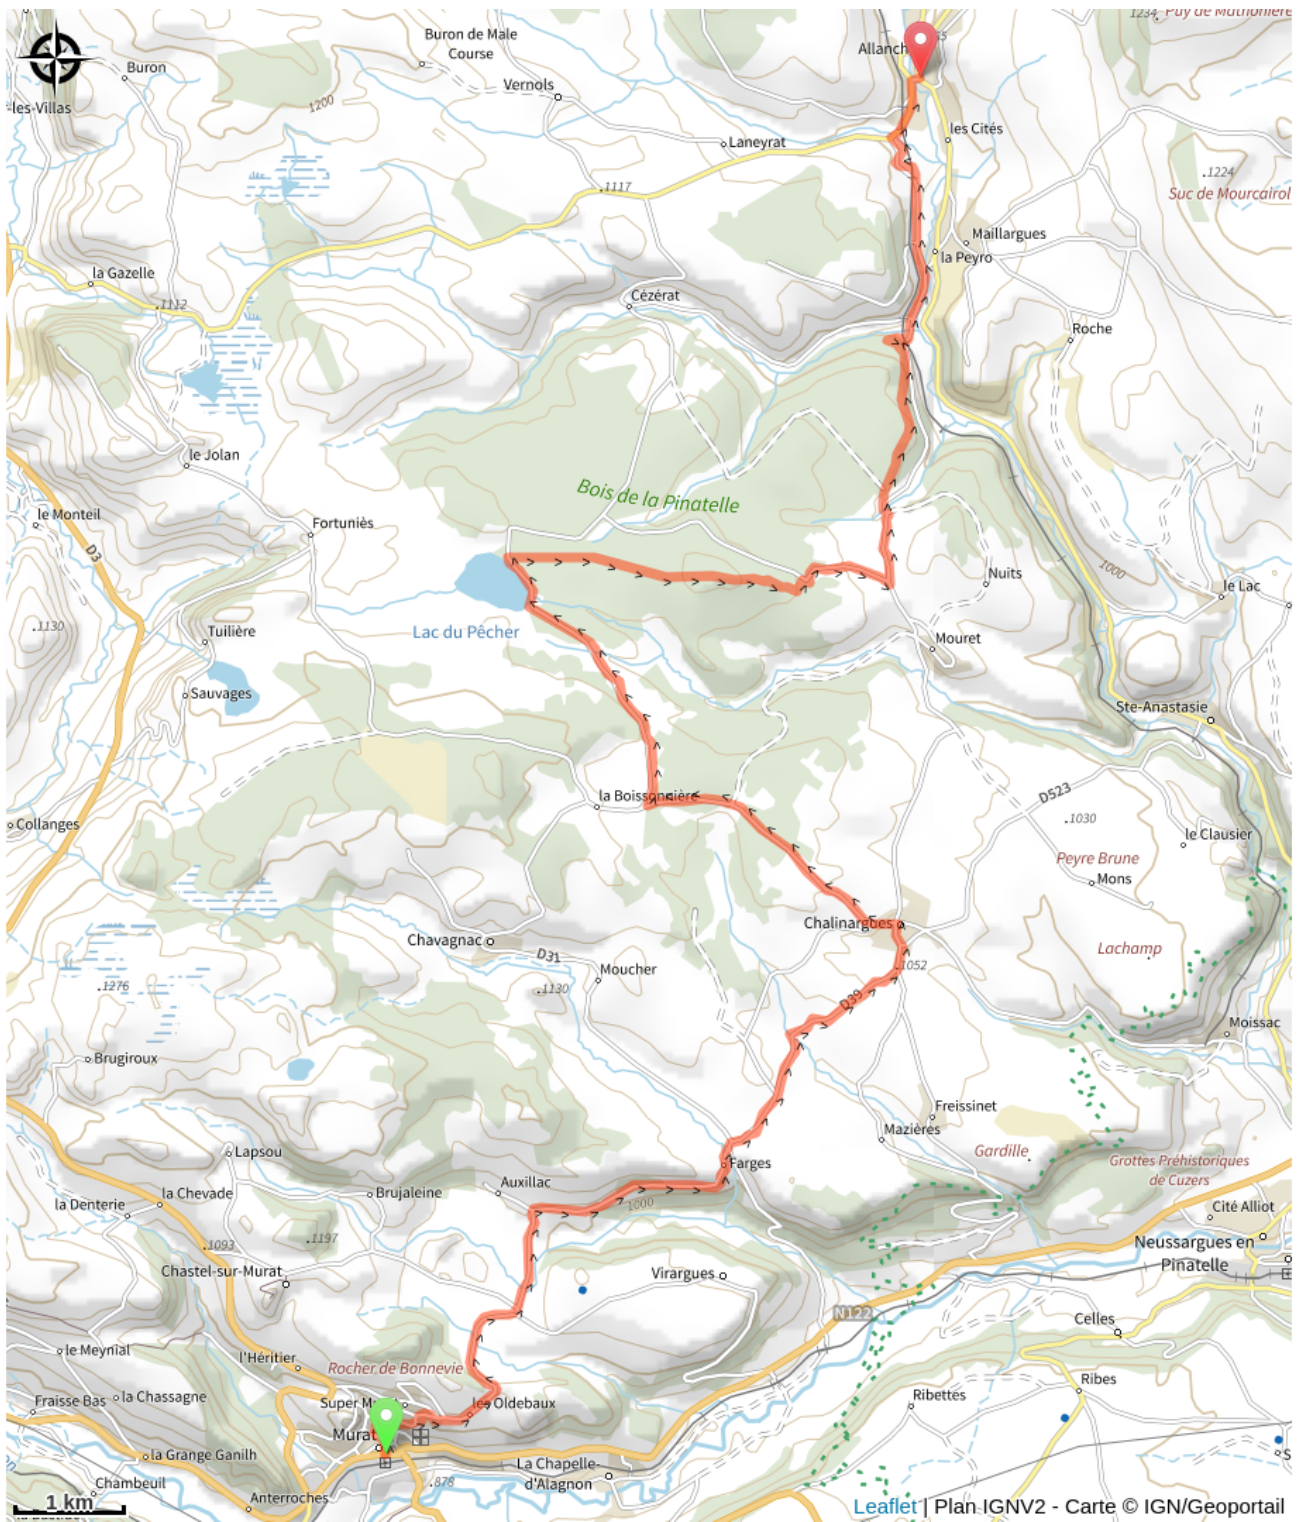 1234
Puy de Mathonière
Buron de Male
Course
Allanch
Buron
Vernols
-les-Villas
1200
les Cités
Laneyrat
.1224
.1117
Suc de Mourcairol
Maillargues
la Peyro
la Gazelle
Cézérat
.1112
Roche
le Jolan
Bois de la Pinatelle
le Monteil
Fortuniès
D3
1000
Nuits
le Lac
.1130
Tuilière
Lac du Pêcher
Mouret
Sauvages
Ste-Anastasie
la Boissonnière
D523
.1030
Collanges
le Clausier
Peyre Brune
Mons
Chalinargues
Chavagnac
D31
Lachamp
Moucher
.1052
.1276
.1130
D39
Moissac
Brugiroux
Freissinet
Mazières
Lapsou
Gardille
Farges
Grottes Préhistoriques
de Cuzers
Auxillac
la Chevade
Brujaleine
la Denterie
1000
Cité Alliot
.1093
.1197
Neussargues en
Pinatelle
Chastel-sur-Murat
Virargues
N122
Celles
le Meynial
l'Héritier
Rocher de Bonnevie
Ribes
Fraisse Bas
la Chassagne
Super M
les Oldebaux
Ribettes
Murat
la Grange Ganilh
La Chapelle-
d'Alagnon
Chambeuil
.878
Anterroches
1 km
Leaflet | Plan IGNV2 - Carte © IGN/Geoportail